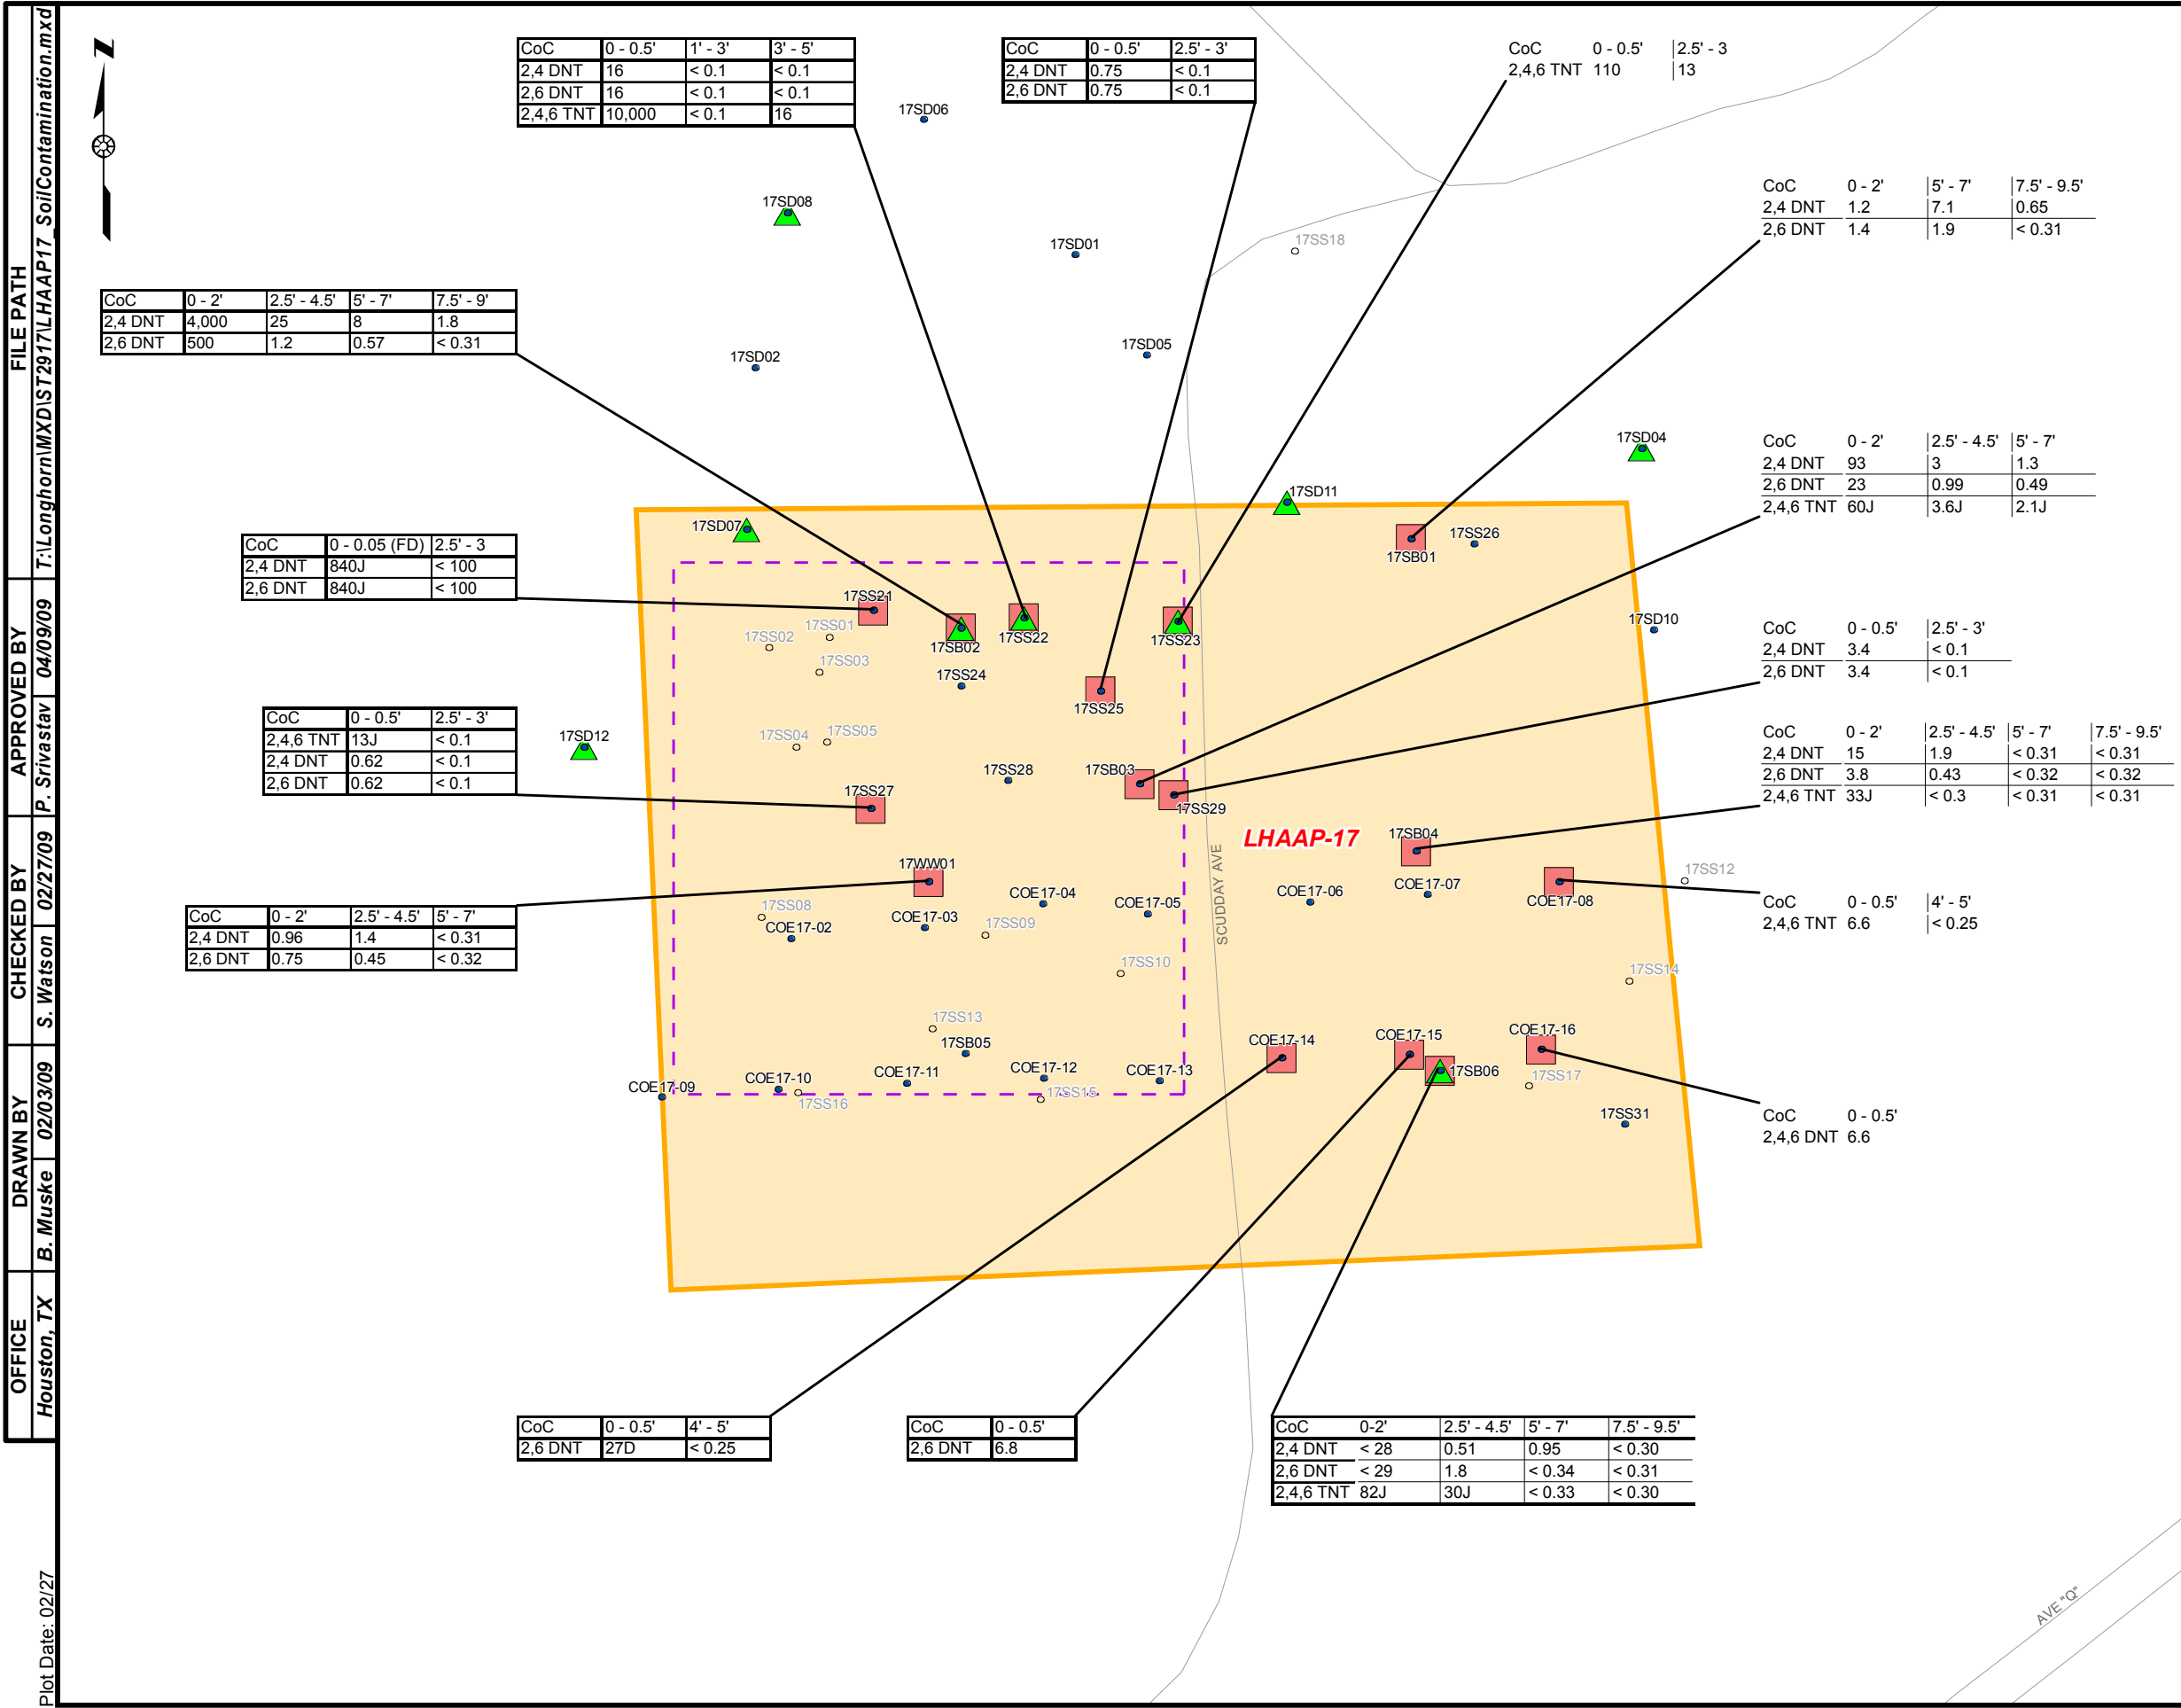 FILE PATH
T:\Longhorn\MXD\ST2917\LHAAP17_SoilContamination.mxd
APPROVED BY
P. Srivastav 04/09/09
CHECKED BY
S. Watson 02/27/09
DRAWN BY
B. Muske 02/03/09
OFFICE
Houston, TX
Plot Date: 02/27
N
CoC 0 - 0.5' 1' - 3' 3' - 5'
2,4 DNT 16 < 0.1 < 0.1
2,6 DNT 16 < 0.1 < 0.1
2,4,6 TNT 10,000 < 0.1 16
CoC 0 - 0.5' 2.5' - 3'
2,4 DNT 0.75 < 0.1
2,6 DNT 0.75 < 0.1
CoC 0 - 0.5' 2.5' - 3
2,4,6 TNT 110 13
CoC 0 - 2' 5' - 7' 7.5' - 9.5'
2,4 DNT 1.2 7.1 0.65
2,6 DNT 1.4 1.9 < 0.31
CoC 0 - 2' 2.5' - 4.5' 5' - 7' 7.5' - 9'
2,4 DNT 4,000 25 8 1.8
2,6 DNT 500 1.2 0.57 < 0.31
CoC 0 - 2' 2.5' - 4.5' 5' - 7'
2,4 DNT 93 3 1.3
2,6 DNT 23 0.99 0.49
2,4,6 TNT 60J 3.6J 2.1J
CoC 0 - 0.05 (FD) 2.5' - 3
2,4 DNT 840J < 100
2,6 DNT 840J < 100
CoC 0 - 0.5' 2.5' - 3'
2,4 DNT 3.4 < 0.1
2,6 DNT 3.4 < 0.1
CoC 0 - 0.5' 2.5' - 3'
2,4,6 TNT 13J < 0.1
2,4 DNT 0.62 < 0.1
2,6 DNT 0.62 < 0.1
CoC 0 - 2' 2.5' - 4.5' 5' - 7' 7.5' - 9.5'
2,4 DNT 15 1.9 < 0.31 < 0.31
2,6 DNT 3.8 0.43 < 0.32 < 0.32
2,4,6 TNT 33J < 0.3 < 0.31 < 0.31
CoC 0 - 2' 2.5' - 4.5' 5' - 7'
2,4 DNT 0.96 1.4 < 0.31
2,6 DNT 0.75 0.45 < 0.32
CoC 0 - 0.5' 4' - 5'
2,4,6 TNT 6.6 < 0.25
CoC 0 - 0.5'
2,4,6 DNT 6.6
CoC 0 - 0.5' 4' - 5'
2,6 DNT 27D < 0.25
CoC 0 - 0.5'
2,6 DNT 6.8
CoC 0-2' 2.5' - 4.5' 5' - 7' 7.5' - 9.5'
2,4 DNT < 28 0.51 0.95 < 0.30
2,6 DNT < 29 1.8 < 0.34 < 0.31
2,4,6 TNT 82J 30J < 0.33 < 0.30
17SD06
17SD08
17SD01
17SS18
17SD05
17SD02
17SD04
17SD11
17SD07
17SS26
17SB01
17SS21
17SS01
17SS02
17SB02
17SS22
17SS23
17SD10
17SS03
17SS24
17SS25
17SS04
17SS05
17SD12
17SS28
17SB03
17SS27
17SS29
LHAAP-17
17SB04
17WW01
17SS12
COE17-04
COE17-05
COE17-06
COE17-07
COE17-08
17SS08
COE17-02
COE17-03
17SS09
SCUDDAY AVE
17SS10
17SS14
17SS13
17SB05
COE17-14
COE17-15
COE17-16
COE17-09
COE17-10
COE17-11
COE17-12
COE17-13
17SB06
17SS17
17SS16
17SS15
17SS31
AVE "Q"